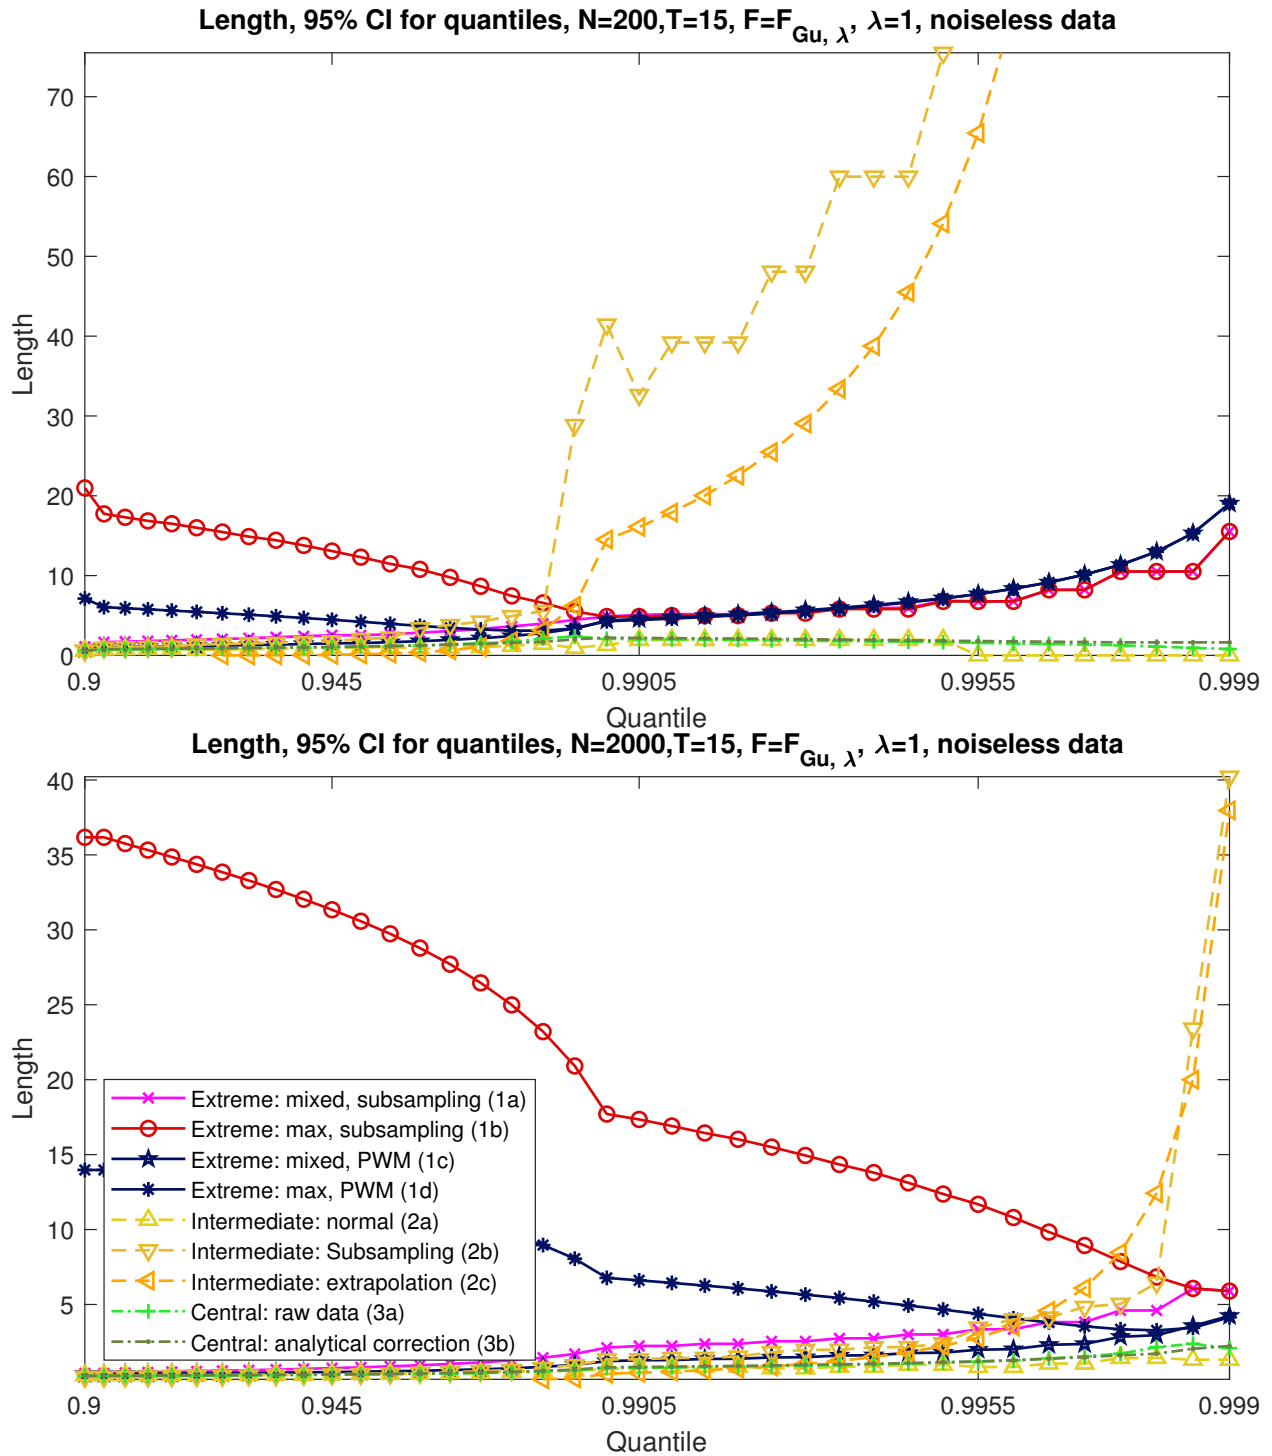 Length, 95% CI for quantiles, N=200,T=15, F=F_{Gu, λ}, λ=1, noiseless data
70
60
50
40
30
20
10
0
Length
0.9
0.945
0.9905
0.9955
0.999
Quantile
Length, 95% CI for quantiles, N=2000,T=15, F=F_{Gu, λ}, λ=1, noiseless data
40
35
30
25
20
15
10
5
Length
Extreme: mixed, subsampling (1a)
Extreme: max, subsampling (1b)
Extreme: mixed, PWM (1c)
Extreme: max, PWM (1d)
Intermediate: normal (2a)
Intermediate: Subsampling (2b)
Intermediate: extrapolation (2c)
Central: raw data (3a)
Central: analytical correction (3b)
0.9
0.945
0.9905
0.9955
0.999
Quantile